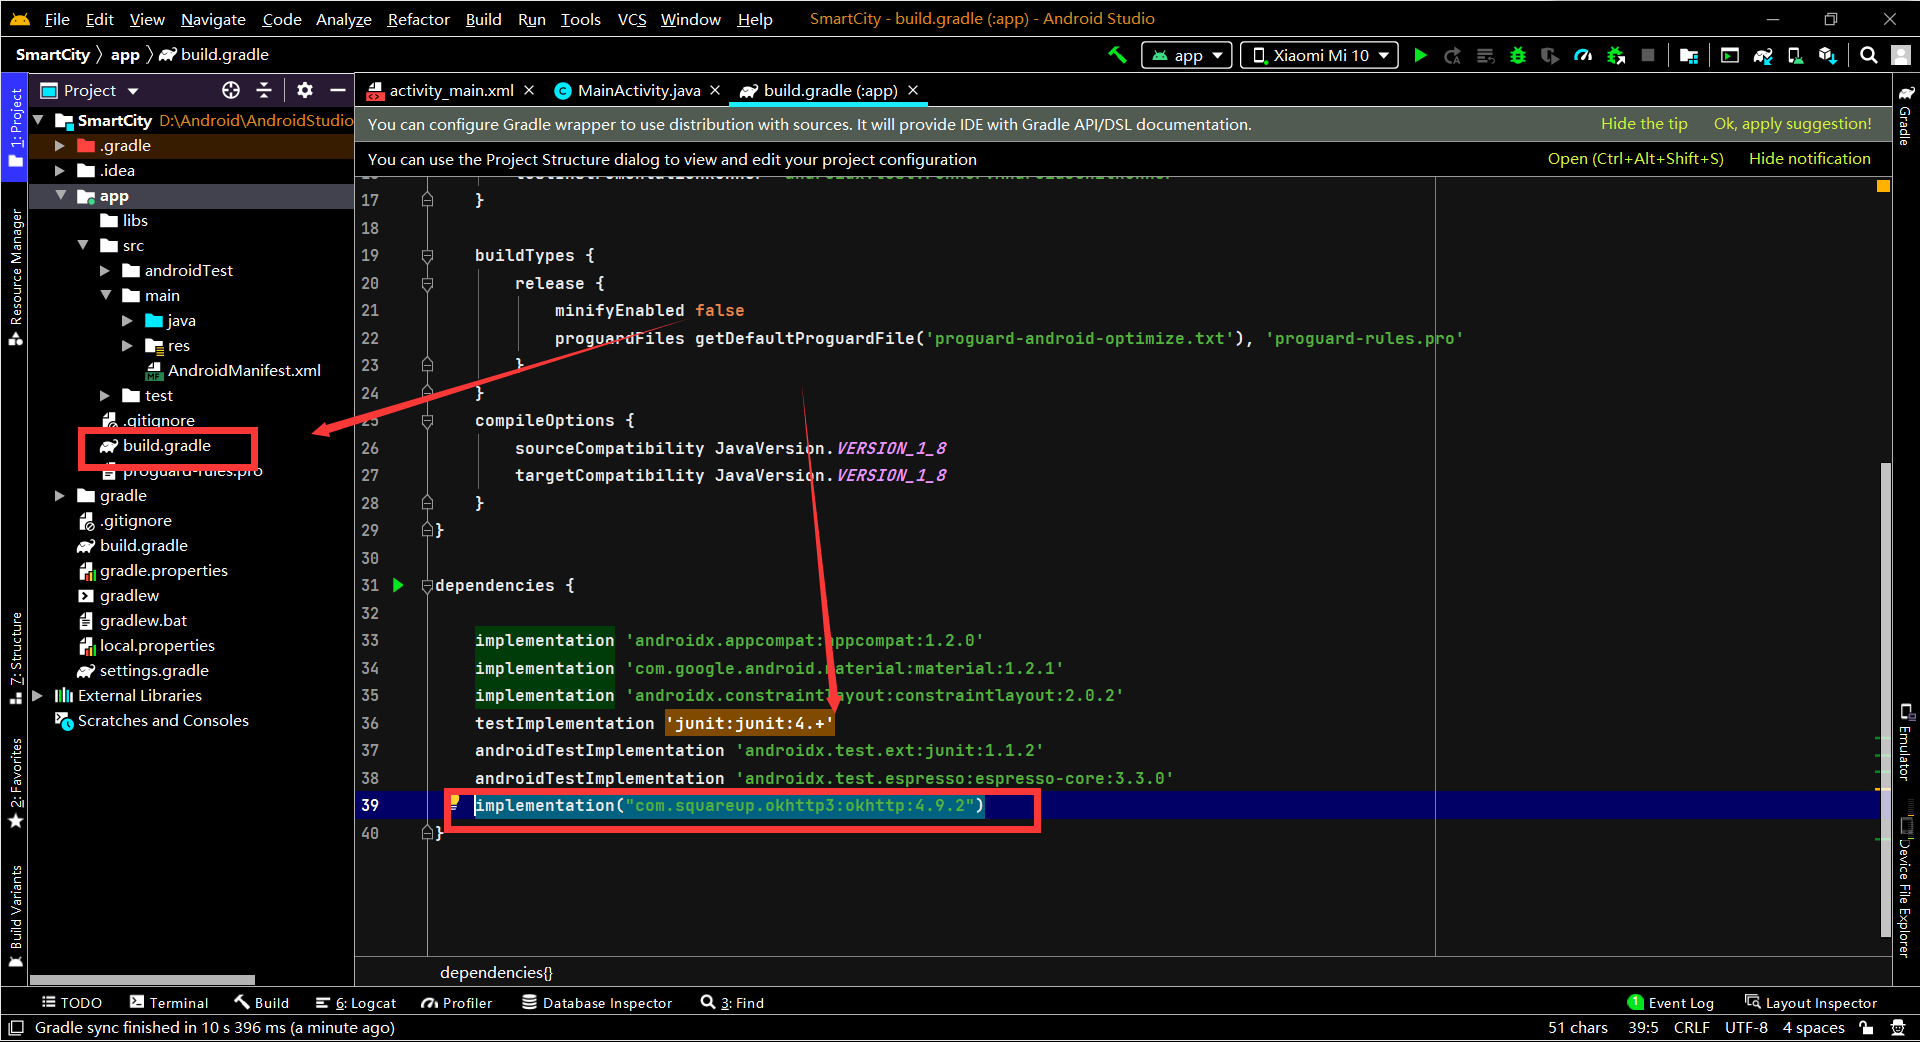 File Edit View Navigate Code Analyze Refactor Build Run Tools VCS Window Help SmartCity - build.gradle (:app) - Android Studio
SmartCity app build.gradle
app Xiaomi Mi 10
Project
activity_main.xml MainActivity.java build.gradle (:app)
You can configure Gradle wrapper to use distribution with sources. It will provide IDE with Gradle API/DSL documentation. Hide the tip Ok, apply suggestion!
You can use the Project Structure dialog to view and edit your project configuration Open (Ctrl+Alt+Shift+S) Hide notification
1: Project
Resource Manager
7: Structure
2: Favorites
Build Variants
SmartCity D:\Android\AndroidStudio
.gradle
.idea
app
libs
src
androidTest
main
java
res
AndroidManifest.xml
test
.gitignore
build.gradle
proguard-rules.pro
gradle
.gitignore
build.gradle
gradle.properties
gradlew
gradlew.bat
local.properties
settings.gradle
External Libraries
Scratches and Consoles
17 }
18
19 buildTypes {
20 release {
21 minifyEnabled false
22 proguardFiles getDefaultProguardFile('proguard-android-optimize.txt'), 'proguard-rules.pro'
23 }
24 }
25 compileOptions {
26 sourceCompatibility JavaVersion.VERSION_1_8
27 targetCompatibility JavaVersion.VERSION_1_8
28 }
29 }
30
31 dependencies {
32
33 implementation 'androidx.appcompat:appcompat:1.2.0'
34 implementation 'com.google.android.material:material:1.2.1'
35 implementation 'androidx.constraintlayout:constraintlayout:2.0.2'
36 testImplementation 'junit:junit:4.+'
37 androidTestImplementation 'androidx.test.ext:junit:1.1.2'
38 androidTestImplementation 'androidx.test.espresso:espresso-core:3.3.0'
39 implementation("com.squareup.okhttp3:okhttp:4.9.2")
40 }
dependencies{}
Gradle
Emulator
Device File Explorer
TODO Terminal Build 6: Logcat Profiler Database Inspector 3: Find 1 Event Log Layout Inspector
Gradle sync finished in 10 s 396 ms (a minute ago) 51 chars 39:5 CRLF UTF-8 4 spaces